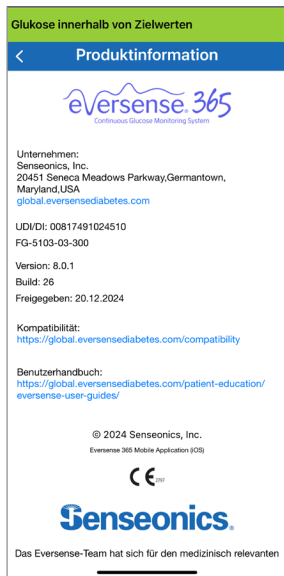 Glukose innerhalb von Zielwerten
Produktinformation
eversense 365
Continuous Glucose Monitoring System
Unternehmen:
Senseonics, Inc.
20451 Seneca Meadows Parkway,Germantown,
Maryland,USA
global.eversensediabetes.com
UDI/DI: 00817491024510
FG-5103-03-300
Version: 8.0.1
Build: 26
Freigegeben: 20.12.2024
Kompatibilität:
https://global.eversensediabetes.com/compatibility
Benutzerhandbuch:
https://global.eversensediabetes.com/patient-education/
eversense-user-guides/
© 2024 Senseonics, Inc.
Eversense 365 Mobile Application (iOS)
CE 2797
Senseonics®
Das Eversense-Team hat sich für den medizinisch relevanten